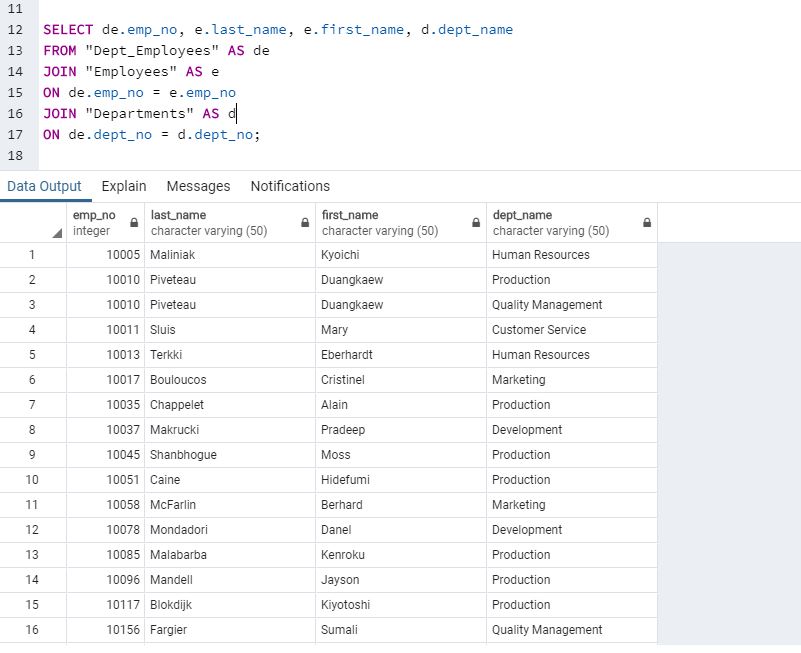 11
12 SELECT de.emp_no, e.last_name, e.first_name, d.dept_name
13 FROM "Dept_Employees" AS de
14 JOIN "Employees" AS e
15 ON de.emp_no = e.emp_no
16 JOIN "Departments" AS d
17 ON de.dept_no = d.dept_no;
18
Data Output Explain Messages Notifications
emp_no last_name first_name dept_name
integer character varying (50) character varying (50) character varying (50)
1 10005 Maliniak Kyoichi Human Resources
2 10010 Piveteau Duangkaew Production
3 10010 Piveteau Duangkaew Quality Management
4 10011 Sluis Mary Customer Service
5 10013 Terkki Eberhardt Human Resources
6 10017 Bouloucos Cristinel Marketing
7 10035 Chappelet Alain Production
8 10037 Makrucki Pradeep Development
9 10045 Shanbhogue Moss Production
10 10051 Caine Hidefumi Production
11 10058 McFarlin Berhard Marketing
12 10078 Mondadori Danel Development
13 10085 Malabarba Kenroku Production
14 10096 Mandell Jayson Production
15 10117 Blokdijk Kiyotoshi Production
16 10156 Fargier Sumali Quality Management